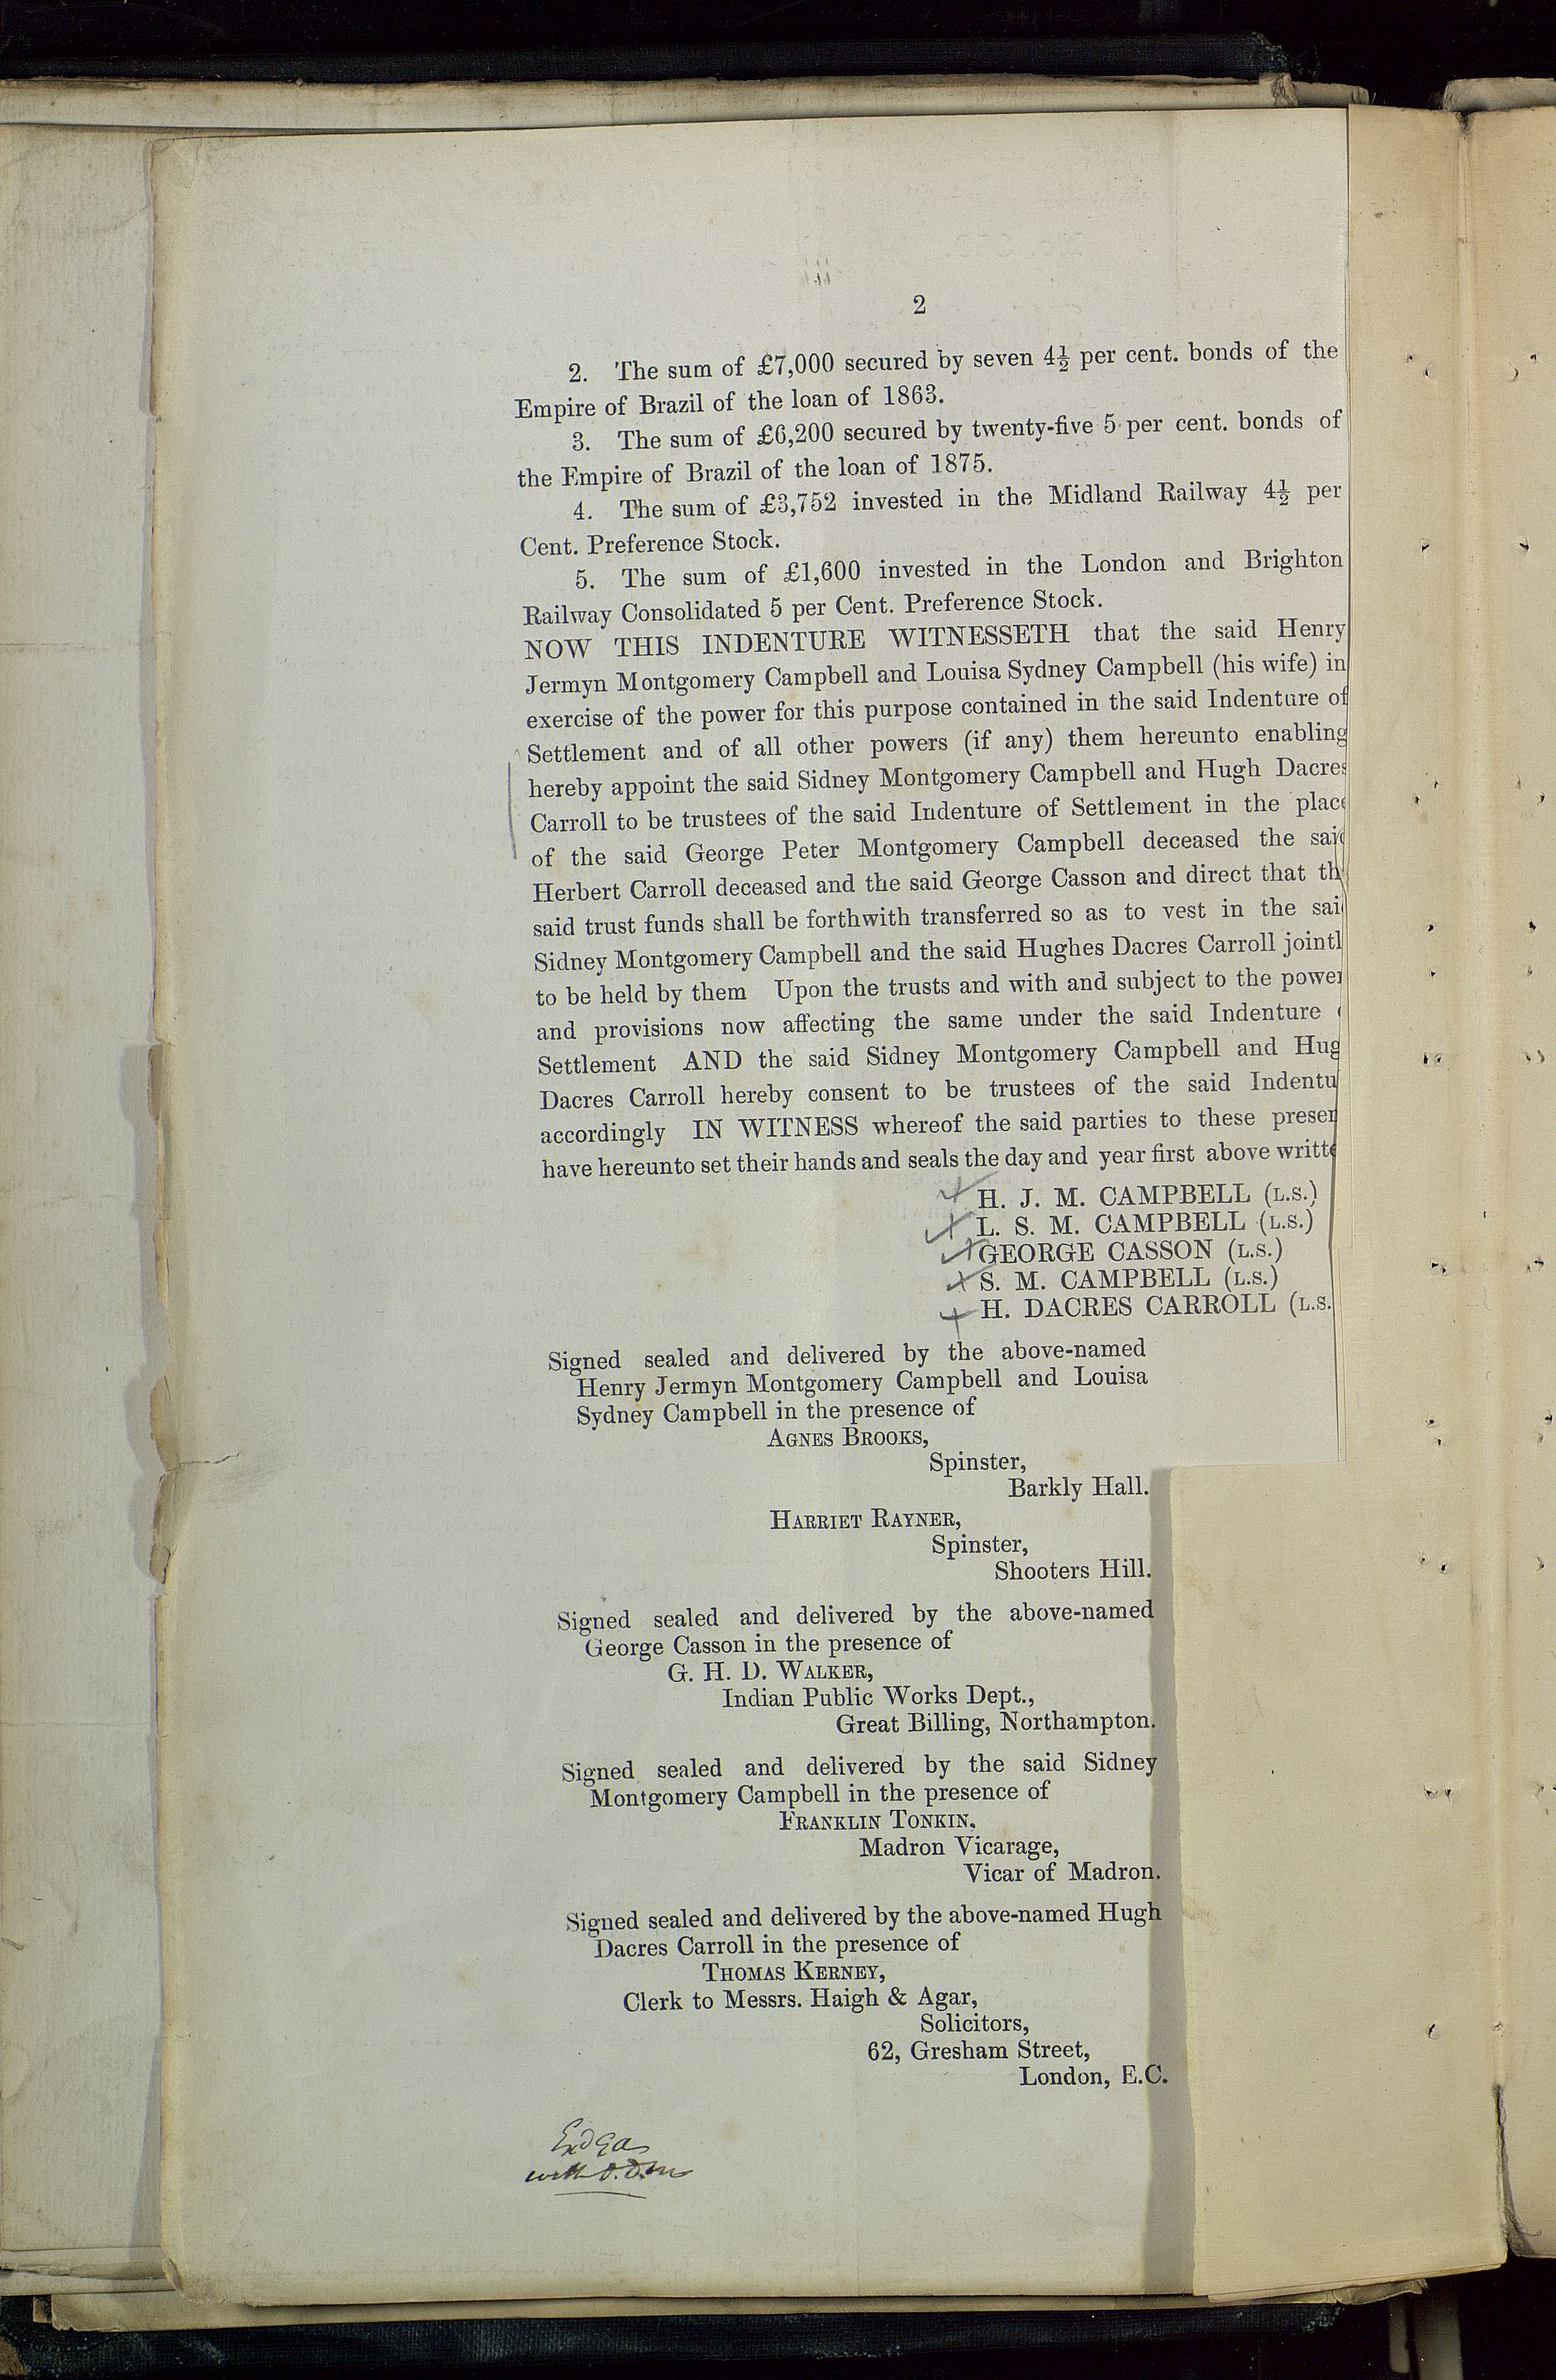 2
2. The sum of £7,000 secured by seven 4½ per cent. bonds of the
Empire of Brazil of the loan of 1863.
3. The sum of £6,200 secured by twenty-five 5 per cent. bonds of
the Empire of Brazil of the loan of 1875.
4. The sum of £3,752 invested in the Midland Railway 4½ per
Cent. Preference Stock.
5. The sum of £1,600 invested in the London and Brighton
Railway Consolidated 5 per Cent. Preference Stock.
NOW THIS INDENTURE WITNESSETH that the said Henry
Jermyn Montgomery Campbell and Louisa Sydney Campbell (his wife) in
exercise of the power for this purpose contained in the said Indenture of
Settlement and of all other powers (if any) them hereunto enabling
hereby appoint the said Sidney Montgomery Campbell and Hugh Dacres
Carroll to be trustees of the said Indenture of Settlement in the place
of the said George Peter Montgomery Campbell deceased the said
Herbert Carroll deceased and the said George Casson and direct that th
said trust funds shall be forthwith transferred so as to vest in the sai
Sidney Montgomery Campbell and the said Hughes Dacres Carroll jointl
to be held by them Upon the trusts and with and subject to the power
and provisions now affecting the same under the said Indenture
Settlement AND the said Sidney Montgomery Campbell and Hug
Dacres Carroll hereby consent to be trustees of the said Indentu
accordingly IN WITNESS whereof the said parties to these presen
have hereunto set their hands and seals the day and year first above writte
H. J. M. CAMPBELL (L.S.)
L. S. M. CAMPBELL (L.S.)
GEORGE CASSON (L.S.)
S. M. CAMPBELL (L.S.)
H. DACRES CARROLL (L.S.
Signed sealed and delivered by the above-named
Henry Jermyn Montgomery Campbell and Louisa
Sydney Campbell in the presence of
AGNES BROOKS,
Spinster,
Barkly Hall.
HARRIET RAYNER,
Spinster,
Shooters Hill.
Signed sealed and delivered by the above-named
George Casson in the presence of
G. H. D. WALKER,
Indian Public Works Dept.,
Great Billing, Northampton.
Signed sealed and delivered by the said Sidney
Montgomery Campbell in the presence of
FRANKLIN TONKIN,
Madron Vicarage,
Vicar of Madron.
Signed sealed and delivered by the above-named Hugh
Dacres Carroll in the presence of
THOMAS KERNEY,
Clerk to Messrs. Haigh & Agar,
Solicitors,
62, Gresham Street,
London, E.C.